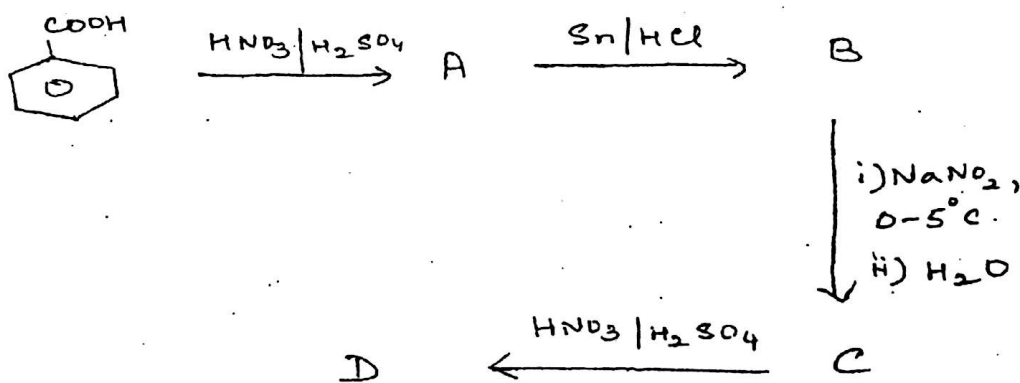 COOH
HNO3/H2SO4
A
Sn/HCl
B
i) NaNO2,
0-5°C.
ii) H2O
HNO3/H2SO4
D
C